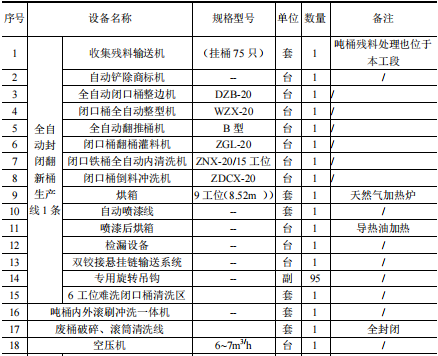 序号 设备名称 规格型号 单位 数量 备注
全自动封闭翻新桶生产线1条
1 收集残料输送机 (挂桶75只) 套 1 吨桶残料处理也位于本工段
2 自动铲除商标机 -- 台 1 /
3 全自动闭口桶整边机 DZB-20 台 1 /
4 闭口桶全自动整型机 WZX-20 台 1 /
5 全自动翻推桶机 B型 台 1 /
6 闭口桶翻桶灌料机 ZGL-20 台 1 /
7 闭口铁桶全自动内清洗机 ZNX-20/15工位 台 1 /
8 闭口桶倒料冲洗机 ZDCX-20 台 1 /
9 烘箱 9工位(8.52m )) 套 1 天然气加热炉
10 自动喷漆线 -- 套 1 /
11 喷漆后烘箱 -- 台 1 导热油加热
12 检漏设备 -- 台 1 /
13 双铰接悬挂链输送系统 -- 台 1 /
14 专用旋转吊钩 -- 副 95 /
15 6工位难洗闭口桶清洗区 套 1 /
16 吨桶内外滚刷冲洗一体机 套 1 /
17 废桶破碎、滚筒清洗线 套 1 全封闭
18 空压机 6~7m³/h 台 1 /